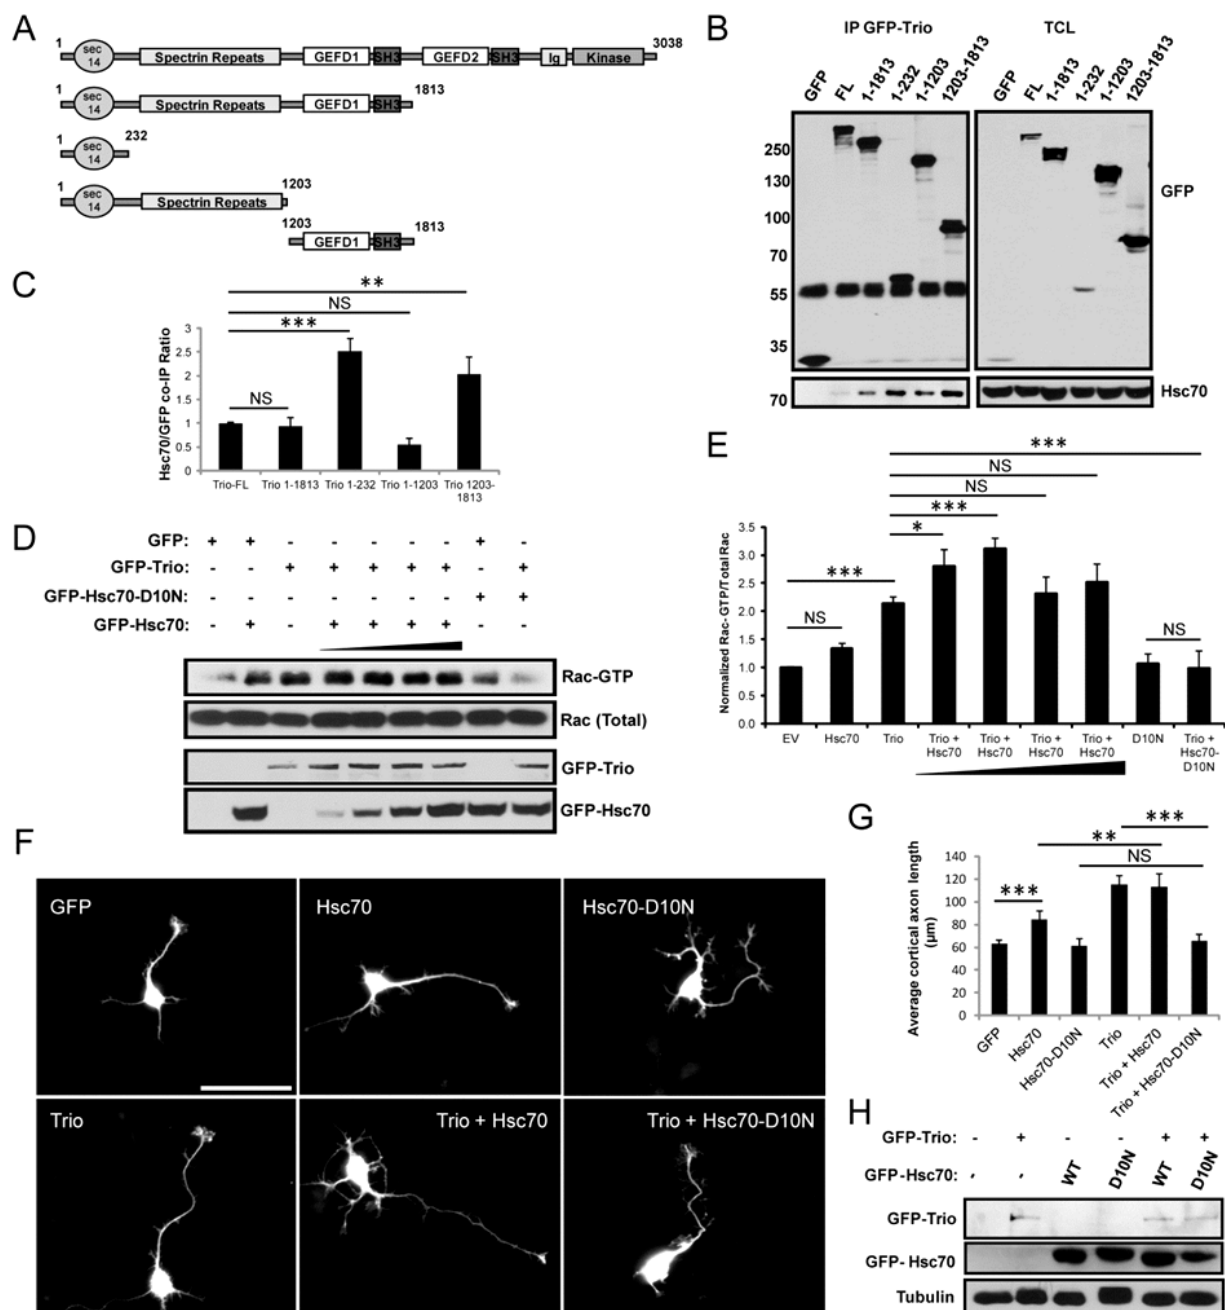 A
1
sec 14
Spectrin Repeats
GEFD1
SH3
GEFD2
SH3
Ig
Kinase
3038
1
sec 14
Spectrin Repeats
GEFD1
SH3
1813
1
sec 14
232
1
sec 14
Spectrin Repeats
1203
1203
GEFD1
SH3
1813
B
IP GFP-Trio
TCL
GFP FL 1-1813 1-232 1-1203 1203-1813
GFP FL 1-1813 1-232 1-1203 1203-1813
250
130
100
70
55
35
GFP
70
Hsc70
C
Hsc70/GFP co-IP Ratio
3
2.5
2
1.5
1
0.5
0
**
NS
***
NS
Trio-FL
Trio 1-1813
Trio 1-232
Trio 1-1203
Trio 1203-1813
D
GFP: + + - - - - - + -
GFP-Trio: - - + + + + + - +
GFP-Hsc70-D10N: - - - - - - - + +
GFP-Hsc70: - + - + + + + - -
Rac-GTP
Rac (Total)
GFP-Trio
GFP-Hsc70
E
Normalized Rac- GTP/Total Rac
3.5
3.0
2.5
2.0
1.5
1.0
0.5
0.0
***
NS
NS
***
*
***
NS
NS
EV
Hsc70
Trio
Trio + Hsc70
Trio + Hsc70
Trio + Hsc70
Trio + Hsc70
D10N
Trio + Hsc70-D10N
F
GFP
Hsc70
Hsc70-D10N
Trio
Trio + Hsc70
Trio + Hsc70-D10N
G
Average cortical axon length (µm)
140
120
100
80
60
40
20
0
***
**
NS
***
GFP
Hsc70
Hsc70-D10N
Trio
Trio + Hsc70
Trio + Hsc70-D10N
H
GFP-Trio: - + - - + +
GFP-Hsc70: - - WT D10N WT D10N
GFP-Trio
GFP- Hsc70
Tubulin